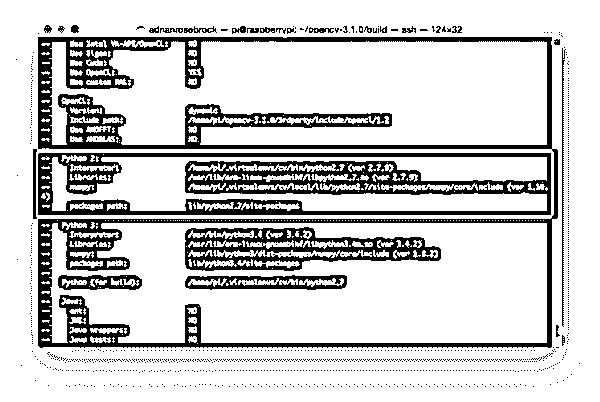 adrianrosebrock — pi@raspberrypi: ~/opencv-3.1.0/build — ssh — 124×32
-- Use Intel VA-API/OpenCL: NO
-- Use Eigen: NO
-- Use Cuda: NO
-- Use OpenCL: YES
-- Use custom HAL: NO
-- OpenCL:
-- Version: dynamic
-- Include path: /home/pi/opencv-3.1.0/3rdparty/include/opencl/1.2
-- Use AMDFFT: NO
-- Use AMDBLAS: NO
-- Python 2:
-- Interpreter: /home/pi/.virtualenvs/cv/bin/python2.7 (ver 2.7.9)
-- Libraries: /usr/lib/arm-linux-gnueabihf/libpython2.7.so (ver 2.7.9)
-- numpy: /home/pi/.virtualenvs/cv/local/lib/python2.7/site-packages/numpy/core/include (ver 1.10.
-- packages path: lib/python2.7/site-packages
-- Python 3:
-- Interpreter: /usr/bin/python3.4 (ver 3.4.2)
-- Libraries: /usr/lib/arm-linux-gnueabihf/libpython3.4m.so (ver 3.4.2)
-- numpy: /usr/lib/python3/dist-packages/numpy/core/include (ver 1.8.2)
-- packages path: lib/python3.4/site-packages
-- Python (for build): /home/pi/.virtualenvs/cv/bin/python2.7
-- Java:
-- ant: NO
-- JNI: NO
-- Java wrappers: NO
-- Java tests: NO